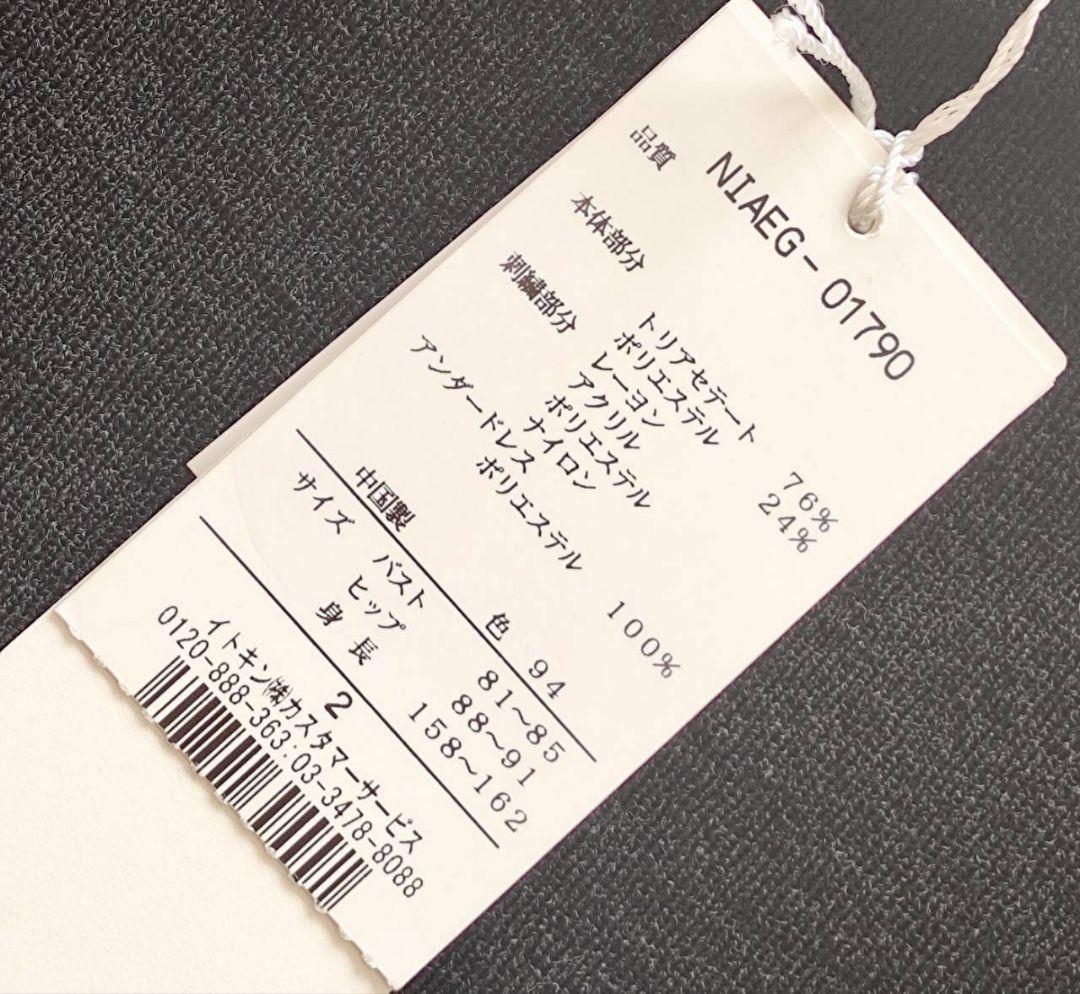 NIAEG-01790
品質
本体部分
トリアセテート 76%
ポリエステル 24%
刺繍部分
レーヨン
アクリル
ポリエステル
ナイロン
アンダードレス
ポリエステル 100%
中国製 色 94
サイズ バスト 81〜85
ヒップ 88〜91
身長 158〜162
2
イトキン㈱カスタマーサービス
0120-888-363:03-3478-8088